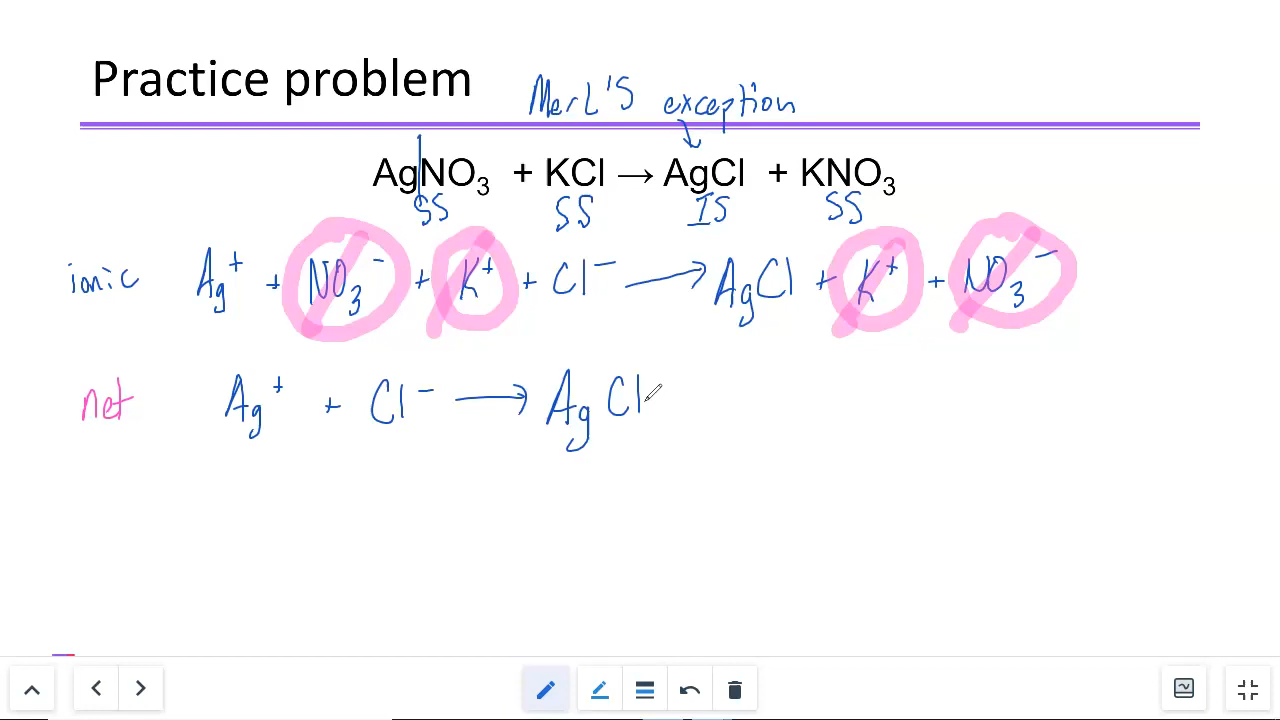 Practice problem
MerL'S exception
AgNO₃ + KCl → AgCl + KNO₃
SS SS IS SS
ionic Ag⁺ + NO₃⁻ + K⁺ + Cl⁻ → AgCl + K⁺ + NO₃⁻
net Ag⁺ + Cl⁻ → AgCl